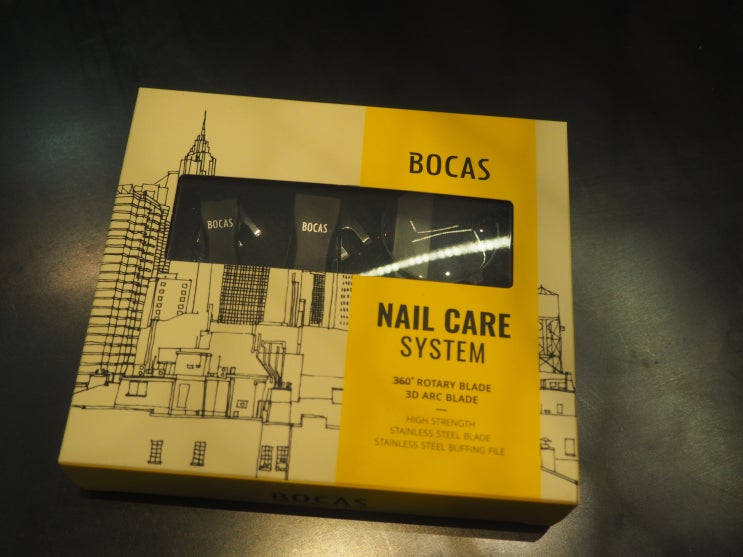 BOCAS
BOCAS
BOCAS
NAIL CARE
SYSTEM
360° ROTARY BLADE
3D ARC BLADE
HIGH STRENGTH
STAINLESS STEEL BLADE
STAINLESS STEEL BUFFING FILE
BOCAS